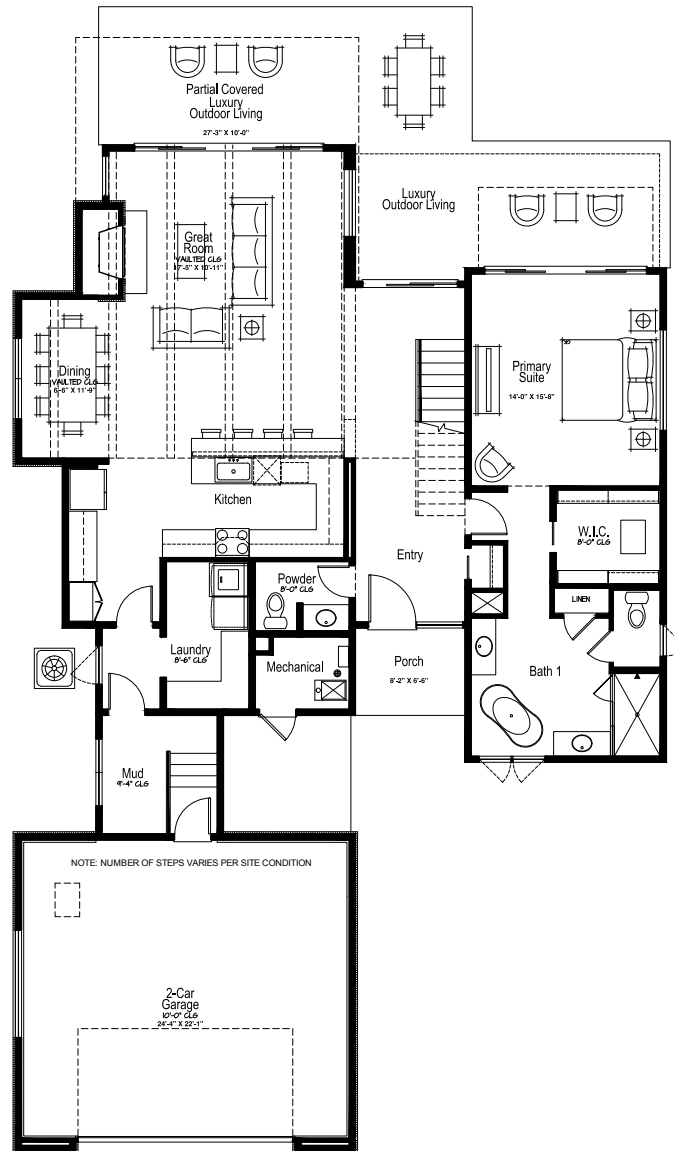 Partial Covered
Luxury
Outdoor Living
27'-3" X 10'-0"
Luxury
Outdoor Living
Great
Room
VAULTED CLG
17'-5" X 10'-11"
Dining
VAULTED CLG
6'-6" X 11'-9"
Primary
Suite
14'-0" X 15'-8"
Kitchen
W.I.C.
8'-0" CLG
Entry
Powder
8'-0" CLG
LINEN
Laundry
8'-6" CLG
Mechanical
Porch
8'-2" X 6'-6"
Bath 1
Mud
9'-4" CLG
NOTE: NUMBER OF STEPS VARIES PER SITE CONDITION
2-Car
Garage
10'-0" CLG
24'-4" X 22'-1"